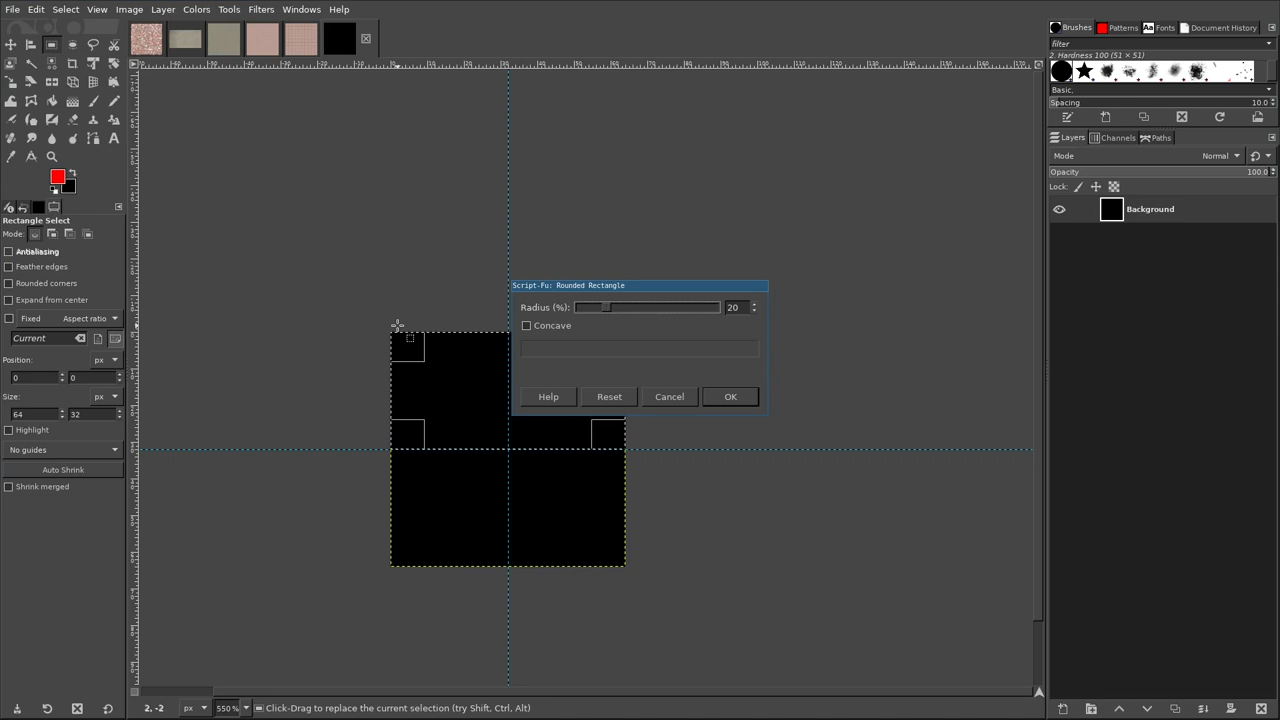 File Edit Select View Image Layer Colors Tools Filters Windows Help
Brushes Patterns Aa Fonts Document History
filter
2. Hardness 100 (51 × 51)
Basic,
Spacing 10.0
Layers Channels Paths
Mode Normal
Opacity 100.0
Lock:
Background
Rectangle Select
Mode:
Antialiasing
Feather edges
Rounded corners
Expand from center
Fixed Aspect ratio
Current
Position: px
0 0
Size: px
64 32
Highlight
No guides
Auto Shrink
Shrink merged
Script-Fu: Rounded Rectangle
Radius (%): 20
Concave
Help Reset Cancel OK
2, -2 px 550 % Click-Drag to replace the current selection (try Shift, Ctrl, Alt)